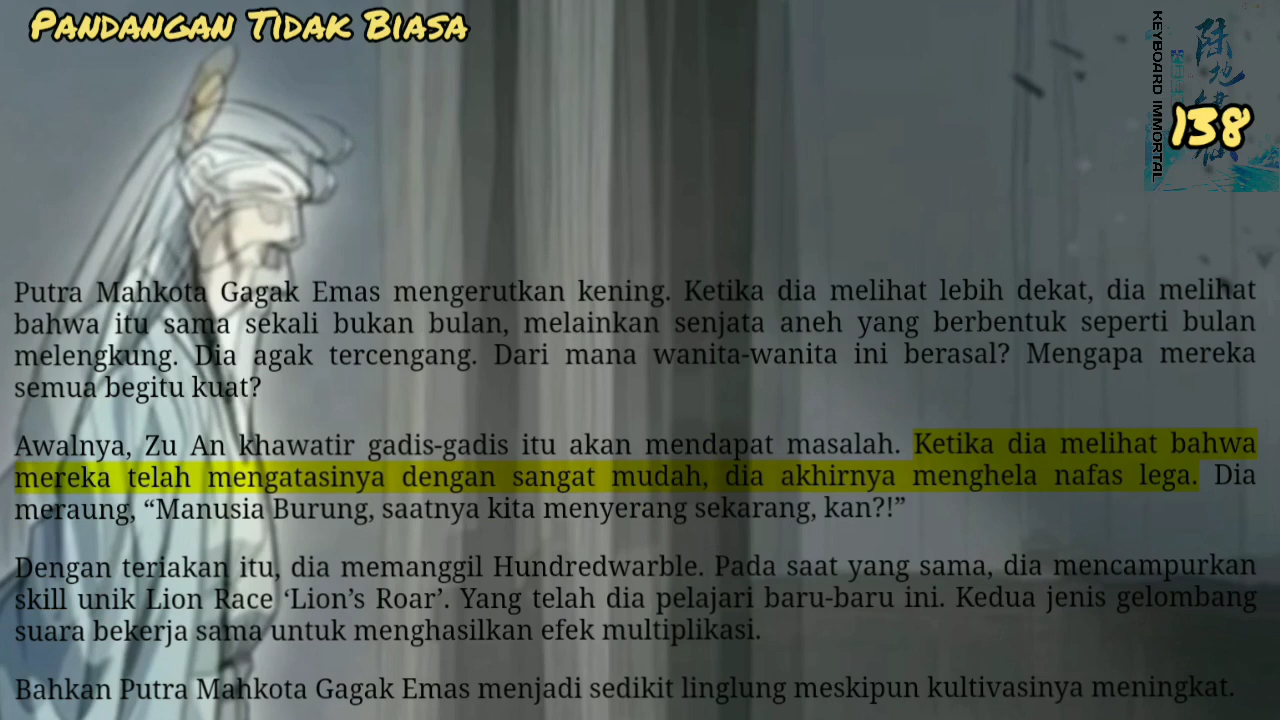 Pandangan Tidak Biasa
KEYBOARD IMMORTAL
138
Putra Mahkota Gagak Emas mengerutkan kening. Ketika dia melihat lebih dekat, dia melihat
bahwa itu sama sekali bukan bulan, melainkan senjata aneh yang berbentuk seperti bulan
melengkung. Dia agak tercengang. Dari mana wanita-wanita ini berasal? Mengapa mereka
semua begitu kuat?
Awalnya, Zu An khawatir gadis-gadis itu akan mendapat masalah. Ketika dia melihat bahwa
mereka telah mengatasinya dengan sangat mudah, dia akhirnya menghela nafas lega. Dia
meraung, “Manusia Burung, saatnya kita menyerang sekarang, kan?!”
Dengan teriakan itu, dia memanggil Hundredwarble. Pada saat yang sama, dia mencampurkan
skill unik Lion Race ‘Lion’s Roar’. Yang telah dia pelajari baru-baru ini. Kedua jenis gelombang
suara bekerja sama untuk menghasilkan efek multiplikasi.
Bahkan Putra Mahkota Gagak Emas menjadi sedikit linglung meskipun kultivasinya meningkat.